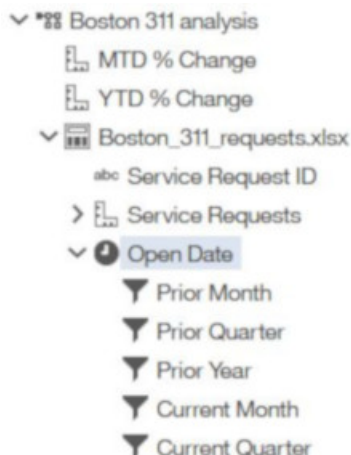 Boston 311 analysis
MTD % Change
YTD % Change
Boston_311_requests.xlsx
abc Service Request ID
Service Requests
Open Date
Prior Month
Prior Quarter
Prior Year
Current Month
Current Quarter